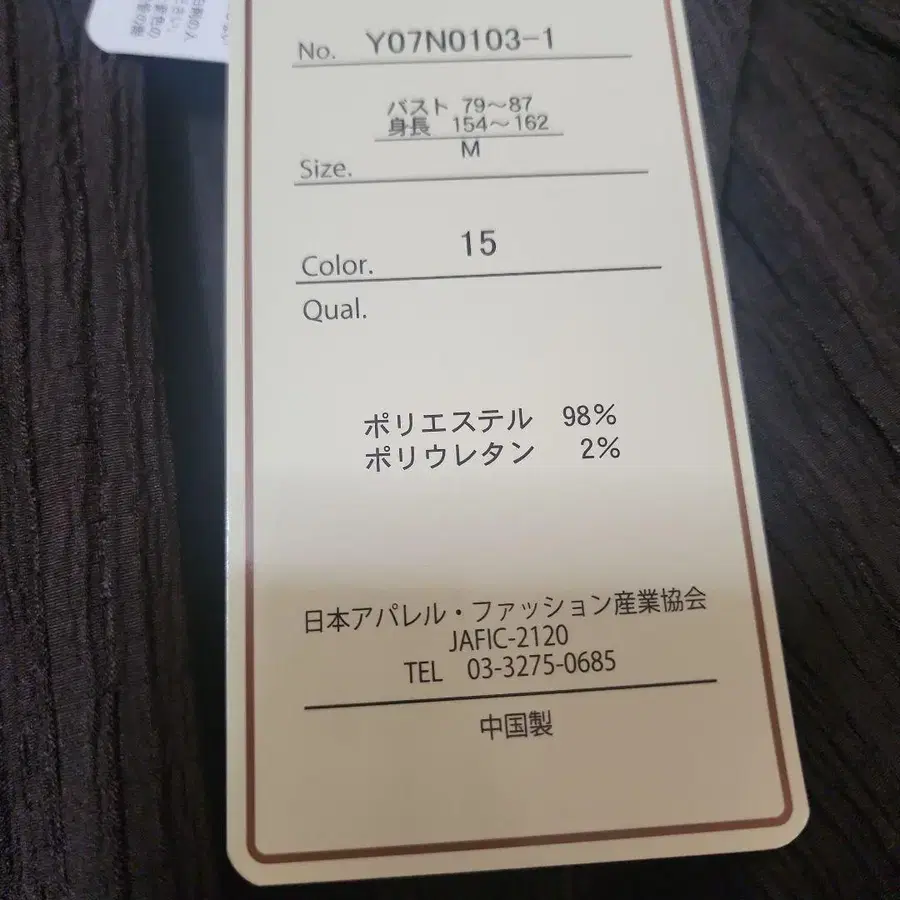 No. Y07N0103-1
バスト 79～87
身長 154～162
M
Size.
Color. 15
Qual.
ポリエステル 98%
ポリウレタン 2%
日本アパレル・ファッション産業協会
JAFIC-2120
TEL 03-3275-0685
中国製